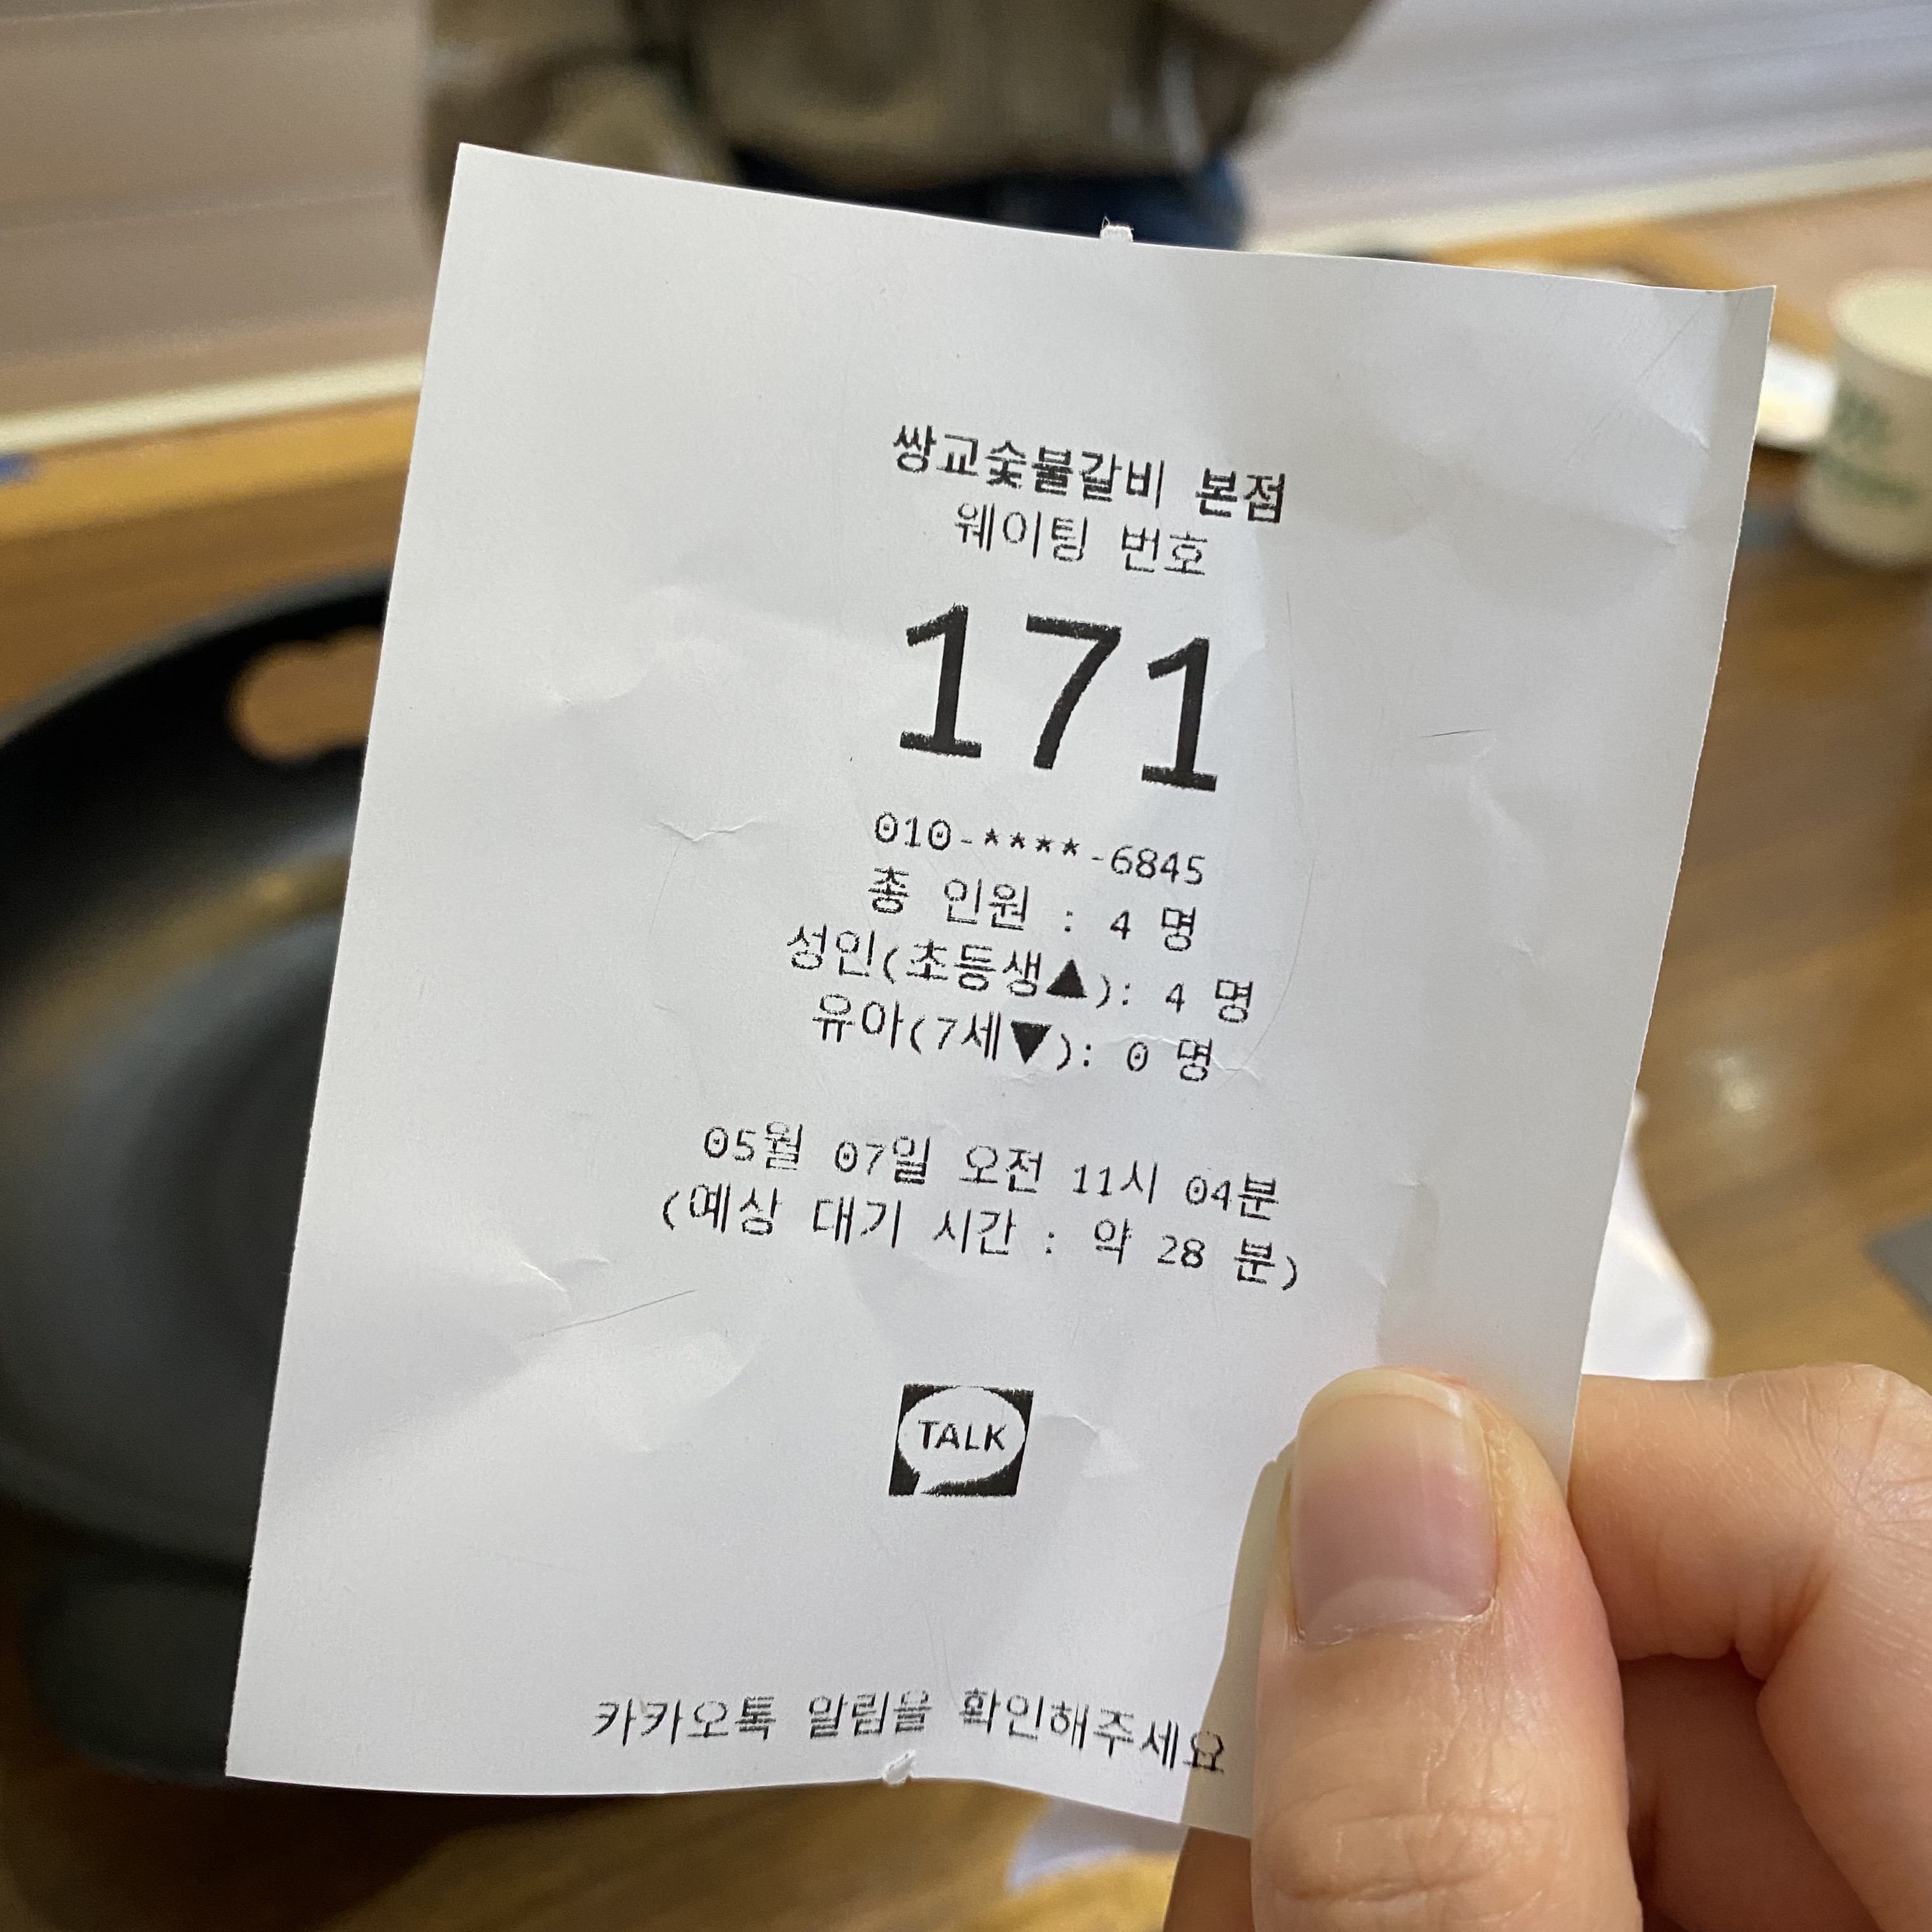 쌍교숯불갈비 본점
웨이팅 번호
171
010-****-6845
총 인원 : 4 명
성인(초등생▲): 4 명
유아(7세▼): 0 명
05월 07일 오전 11시 04분
(예상 대기 시간 : 약 28 분)
TALK
카카오톡 알림을 확인해주세요